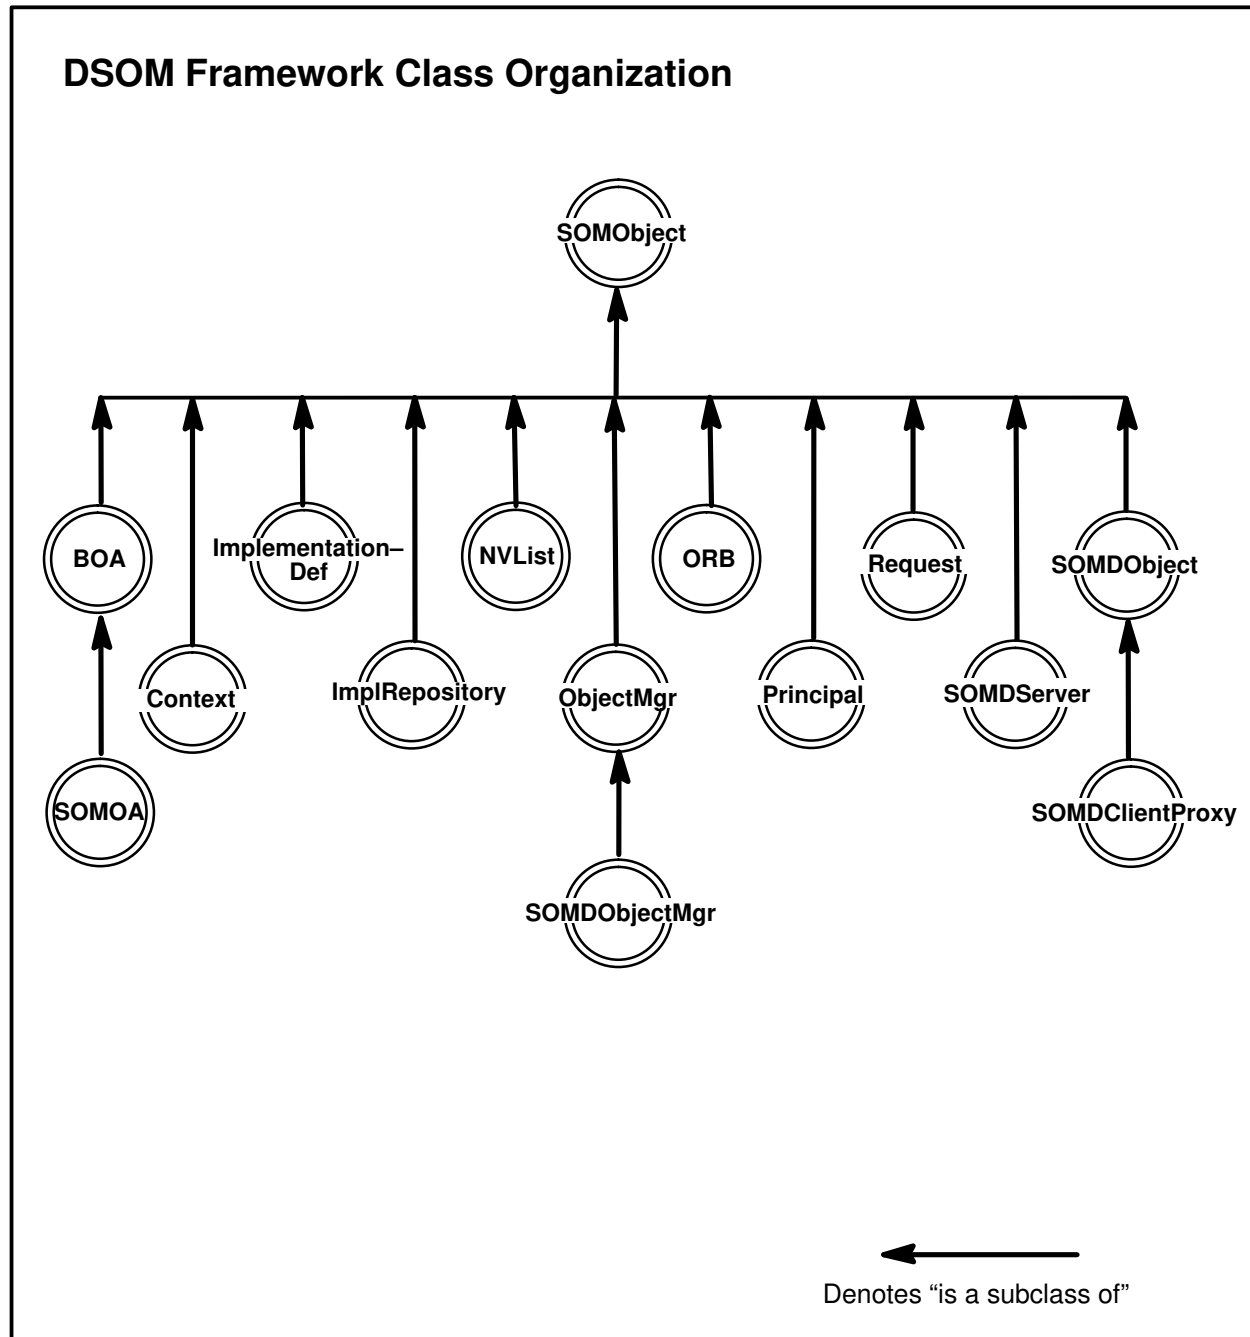 DSOM Framework Class Organization
SOMObject
BOA
Implementation–
Def
NVList
ORB
Request
SOMDObject
Context
ImplRepository
ObjectMgr
Principal
SOMDServer
SOMOA
SOMDClientProxy
SOMDObjectMgr
Denotes “is a subclass of”